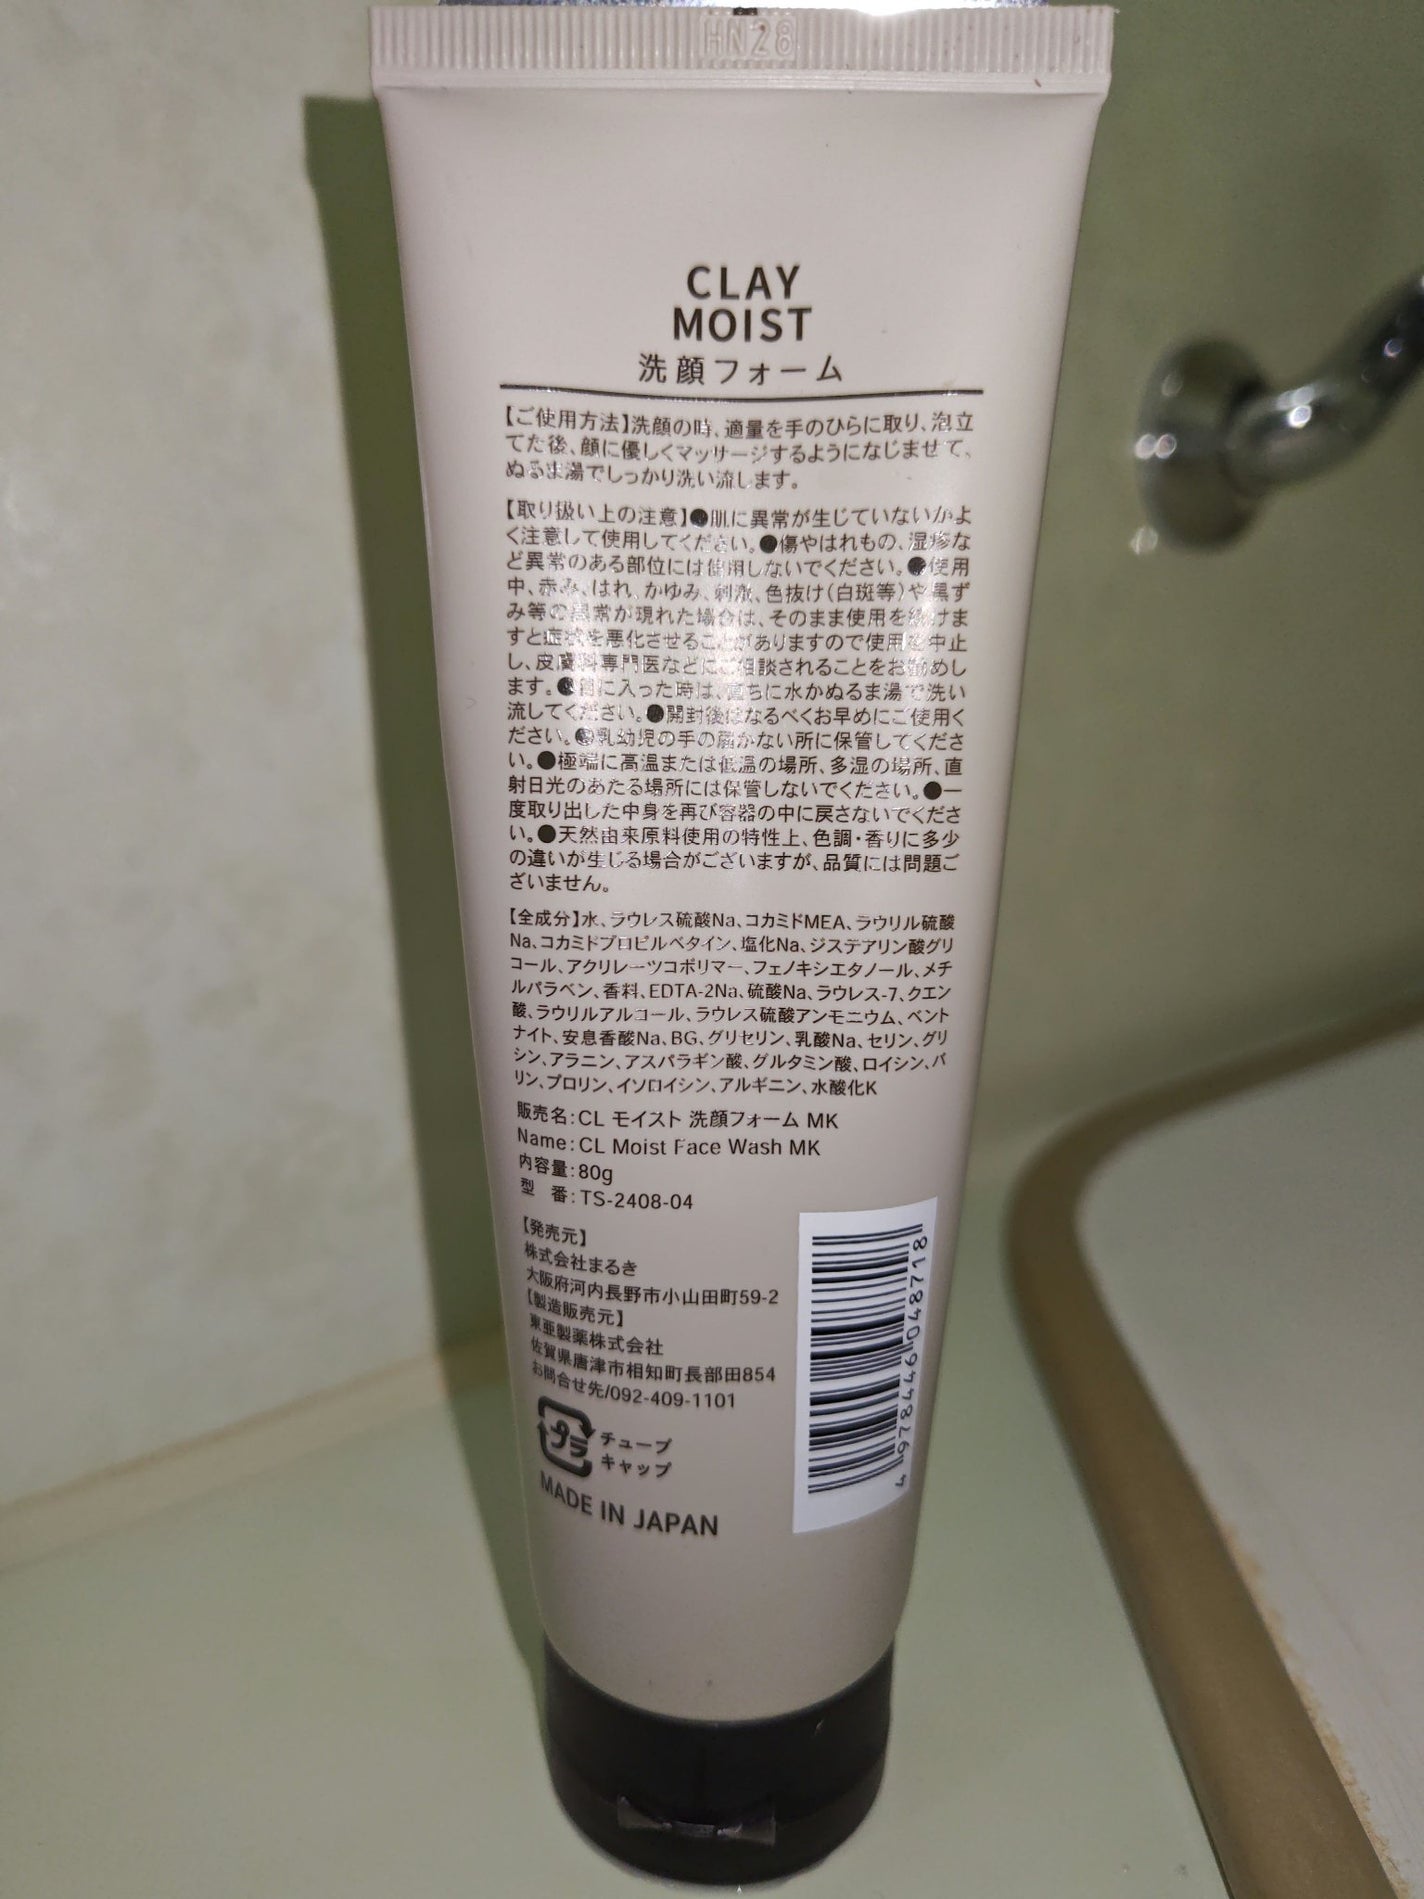 HN28
CLAY
MOIST
洗顔フォーム
【ご使用方法】洗顔の時、適量を手のひらに取り、泡立
てた後、顔に優しくマッサージするようになじませて、
ぬるま湯でしっかり洗い流します。
【取り扱い上の注意】●肌に異常が生じていないかよ
く注意して使用してください。●傷やはれもの、湿疹な
ど異常のある部位には使用しないでください。●使用
中、赤み、はれ、かゆみ、刺激、色抜け(白斑等)や黒ず
み等の異常が現れた場合は、そのまま使用を続けま
すと症状を悪化させることがありますので使用を中止
し、皮膚科専門医などにご相談されることをお勧めし
ます。●目に入った時は、直ちに水かぬるま湯で洗い
流してください。●開封後はなるべくお早めにご使用く
ださい。●乳幼児の手の届かない所に保管してくださ
い。●極端に高温または低温の場所、多湿の場所、直
射日光のあたる場所には保管しないでください。●一
度取り出した中身を再び容器の中に戻さないでくださ
い。●天然由来原料使用の特性上、色調・香りに多少
の違いが生じる場合がございますが、品質には問題ご
ざいません。
【全成分】水、ラウレス硫酸Na、コカミドMEA、ラウリル硫酸
Na、コカミドプロピルベタイン、塩化Na、ジステアリン酸グリ
コール、アクリレーツコポリマー、フェノキシエタノール、メチ
ルパラベン、香料、EDTA-2Na、硫酸Na、ラウレス-7、クエン
酸、ラウリルアルコール、ラウレス硫酸アンモニウム、ベント
ナイト、安息香酸Na、BG、グリセリン、乳酸Na、セリン、グリ
シン、アラニン、アスパラギン酸、グルタミン酸、ロイシン、バ
リン、プロリン、イソロイシン、アルギニン、水酸化K
販売名:CL モイスト 洗顔フォーム MK
Name:CL Moist Face Wash MK
内容量:80g
型　番:TS-2408-04
【発売元】
株式会社まるき
大阪府河内長野市小山田町59-2
【製造販売元】
東亜製薬株式会社
佐賀県唐津市相知町長部田854
お問合せ先/092-409-1101
プラ
チューブ
キャップ
MADE IN JAPAN
4 978446 048718